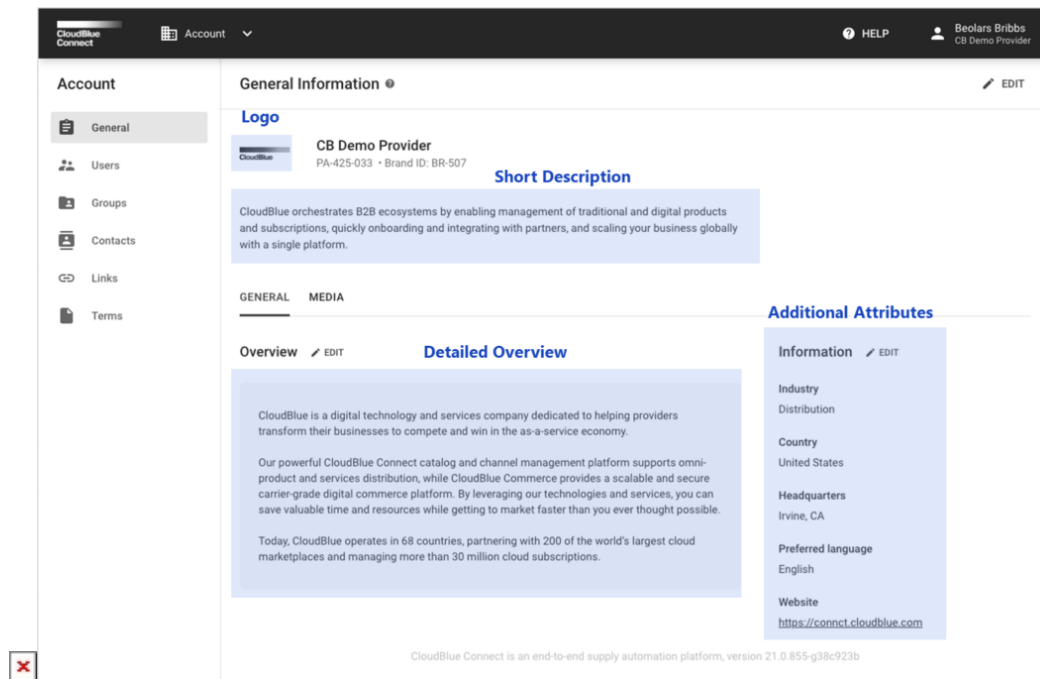 CloudBlue
Connect
Account
HELP
Beolars Bribbs
CB Demo Provider
Account
General
Users
Groups
Contacts
Links
Terms
General Information
EDIT
Logo
CloudBlue
CB Demo Provider
PA-425-033 • Brand ID: BR-507
Short Description
CloudBlue orchestrates B2B ecosystems by enabling management of traditional and digital products
and subscriptions, quickly onboarding and integrating with partners, and scaling your business globally
with a single platform.
GENERAL MEDIA
Overview EDIT
Detailed Overview
CloudBlue is a digital technology and services company dedicated to helping providers
transform their businesses to compete and win in the as-a-service economy.
Our powerful CloudBlue Connect catalog and channel management platform supports omni-
product and services distribution, while CloudBlue Commerce provides a scalable and secure
carrier-grade digital commerce platform. By leveraging our technologies and services, you can
save valuable time and resources while getting to market faster than you ever thought possible.
Today, CloudBlue operates in 68 countries, partnering with 200 of the world's largest cloud
marketplaces and managing more than 30 million cloud subscriptions.
Additional Attributes
Information EDIT
Industry
Distribution
Country
United States
Headquarters
Irvine, CA
Preferred language
English
Website
https://connct.cloudblue.com
CloudBlue Connect is an end-to-end supply automation platform, version 21.0.855-g38c923b